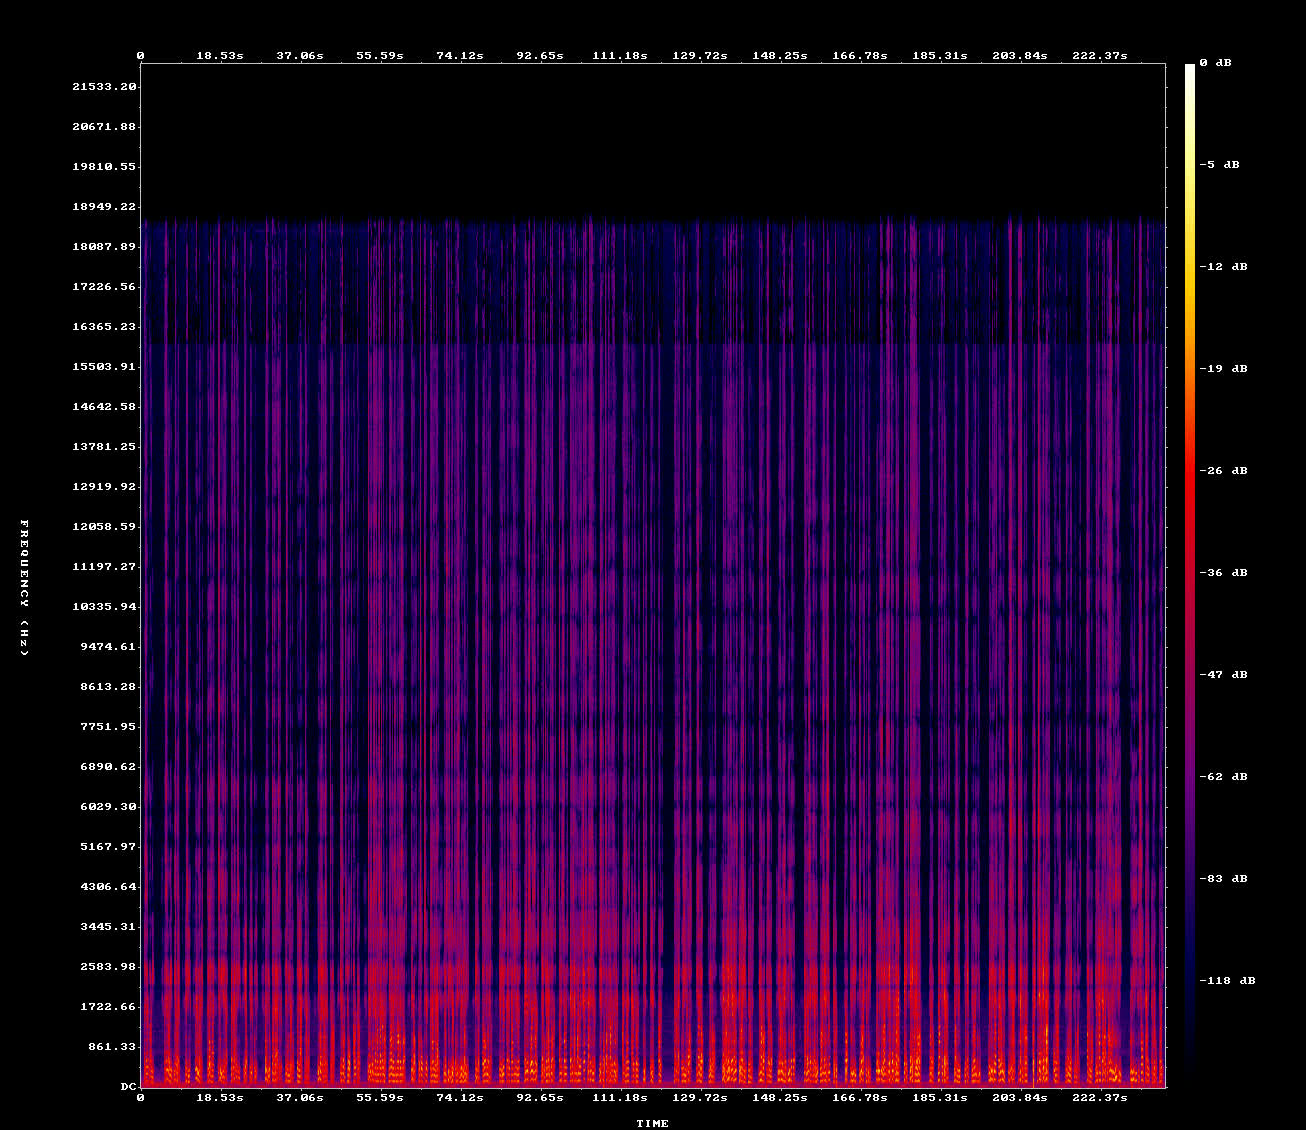 0 18.53s 37.06s 55.59s 74.12s 92.65s 111.18s 129.72s 148.25s 166.78s 185.31s 203.84s 222.37s
0 dB
21533.20
20671.88
-5 dB
19810.55
18949.22
18087.89
-12 dB
17226.56
16365.23
15503.91
-19 dB
14642.58
13781.25
-26 dB
12919.92
12058.59
11197.27
-36 dB
10335.94
FREQUENCY (Hz)
9474.61
-47 dB
8613.28
7751.95
6890.62
-62 dB
6029.30
5167.97
-83 dB
4306.64
3445.31
2583.98
-118 dB
1722.66
861.33
DC
0 18.53s 37.06s 55.59s 74.12s 92.65s 111.18s 129.72s 148.25s 166.78s 185.31s 203.84s 222.37s
TIME